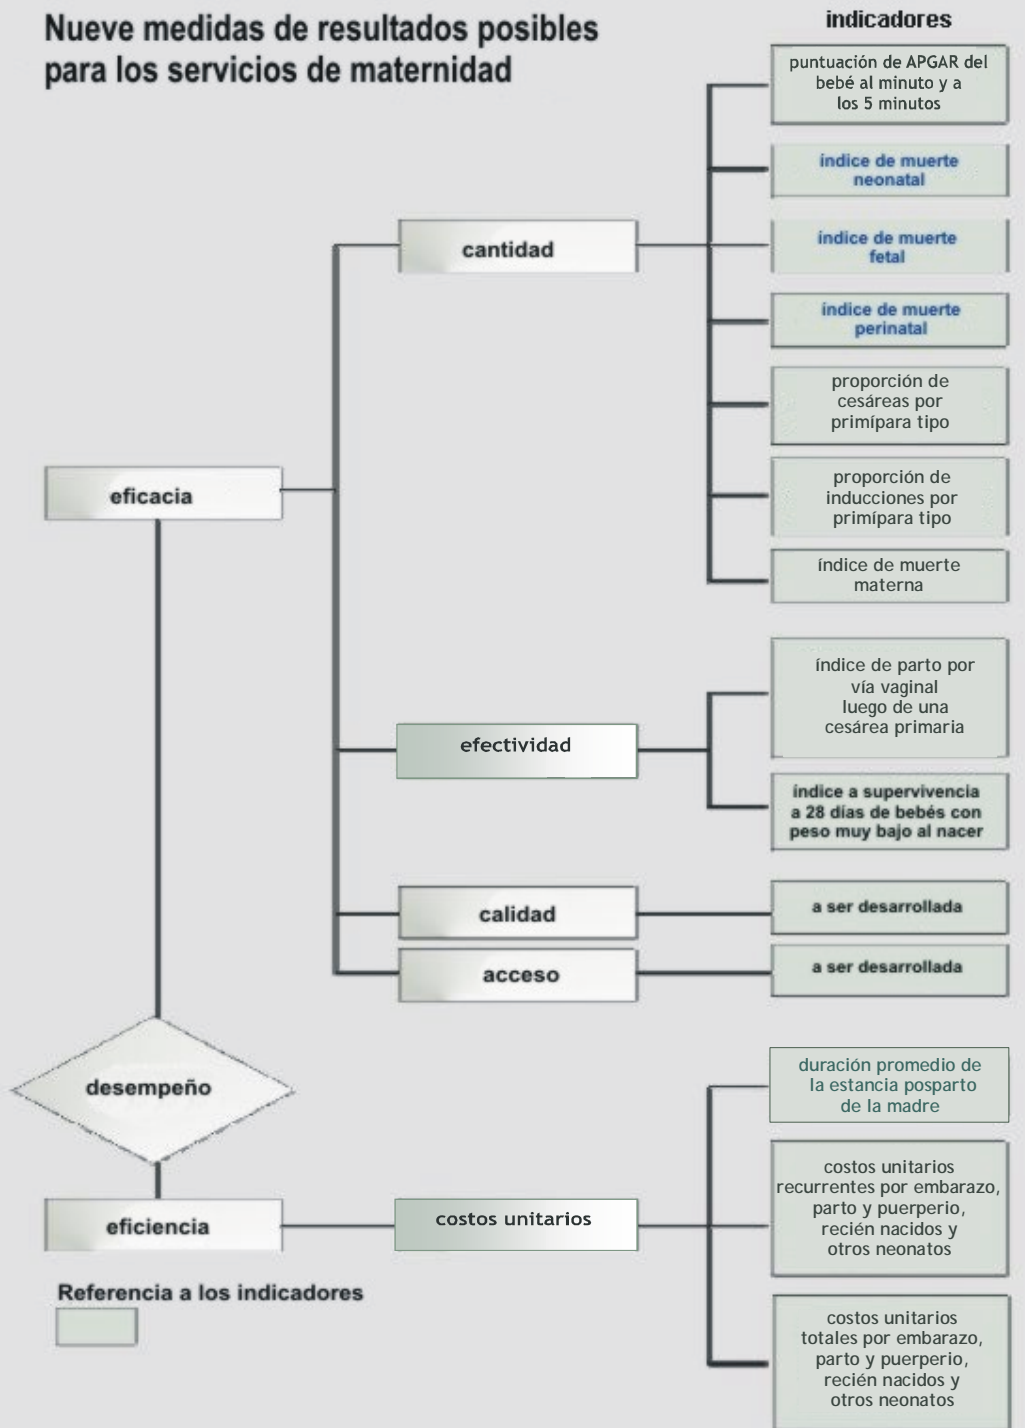 Nueve medidas de resultados posibles
para los servicios de maternidad
indicadores
puntuación de APGAR del
bebé al minuto y a
los 5 minutos
índice de muerte
neonatal
índice de muerte
fetal
índice de muerte
perinatal
proporción de
cesáreas por
primípara tipo
proporción de
inducciones por
primípara tipo
índice de muerte
materna
cantidad
eficacia
índice de parto por
vía vaginal
luego de una
cesárea primaria
efectividad
índice a supervivencia
a 28 días de bebés con
peso muy bajo al nacer
calidad
a ser desarrollada
acceso
a ser desarrollada
desempeño
duración promedio de
la estancia posparto
de la madre
eficiencia
costos unitarios
costos unitarios
recurrentes por embarazo,
parto y puerperio,
recién nacidos y
otros neonatos
Referencia a los indicadores
costos unitarios
totales por embarazo,
parto y puerperio,
recién nacidos y
otros neonatos